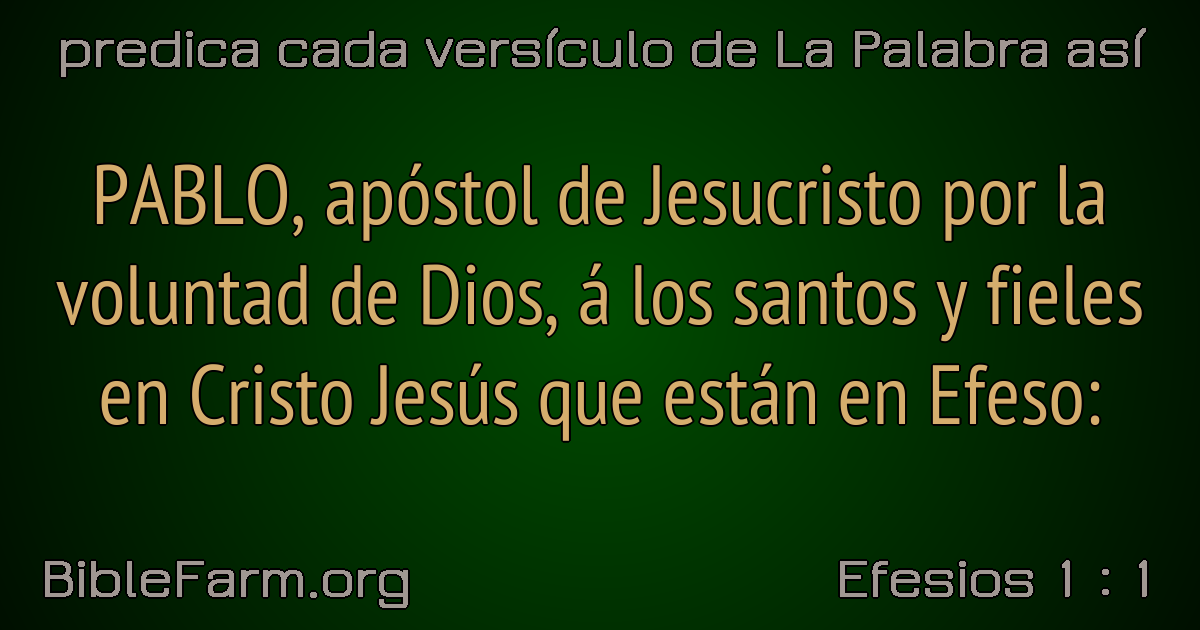 predica cada versículo de La Palabra así
PABLO, apóstol de Jesucristo por la
voluntad de Dios, á los santos y fieles
en Cristo Jesús que están en Efeso:
BibleFarm.org
Efesios 1 : 1